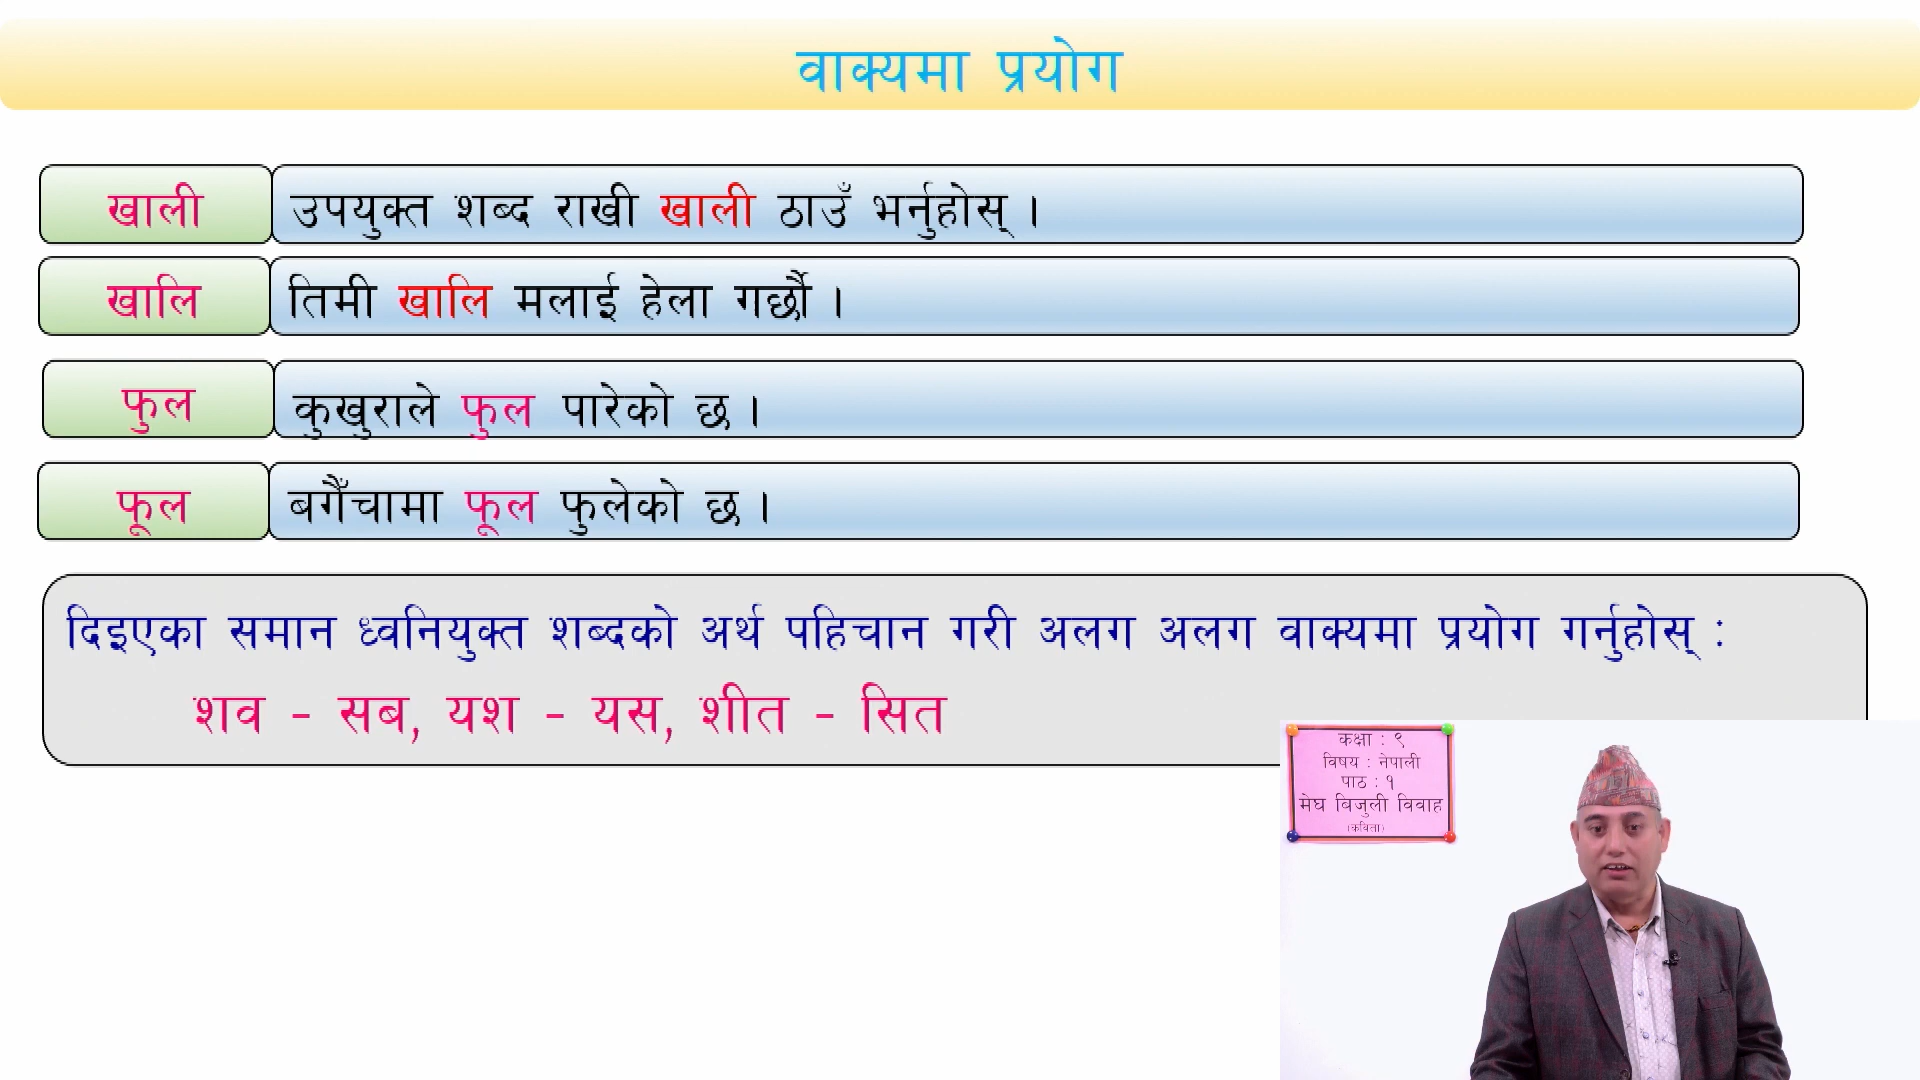 वाक्यमा प्रयोग
खाली
उपयुक्त शब्द राखी खाली ठाउँ भर्नुहोस् ।
खालि
तिमी खालि मलाई हेला गर्छौ ।
फुल
कुखुराले फुल पारेको छ ।
फूल
बगैँचामा फूल फुलेको छ ।
दिइएका समान ध्वनियुक्त शब्दको अर्थ पहिचान गरी अलग अलग वाक्यमा प्रयोग गर्नुहोस् :
शव - सब, यश - यस, शीत - सित
कक्षा : ९
विषय : नेपाली
पाठ : १
मेघ बिजुली विवाह
(कविता)